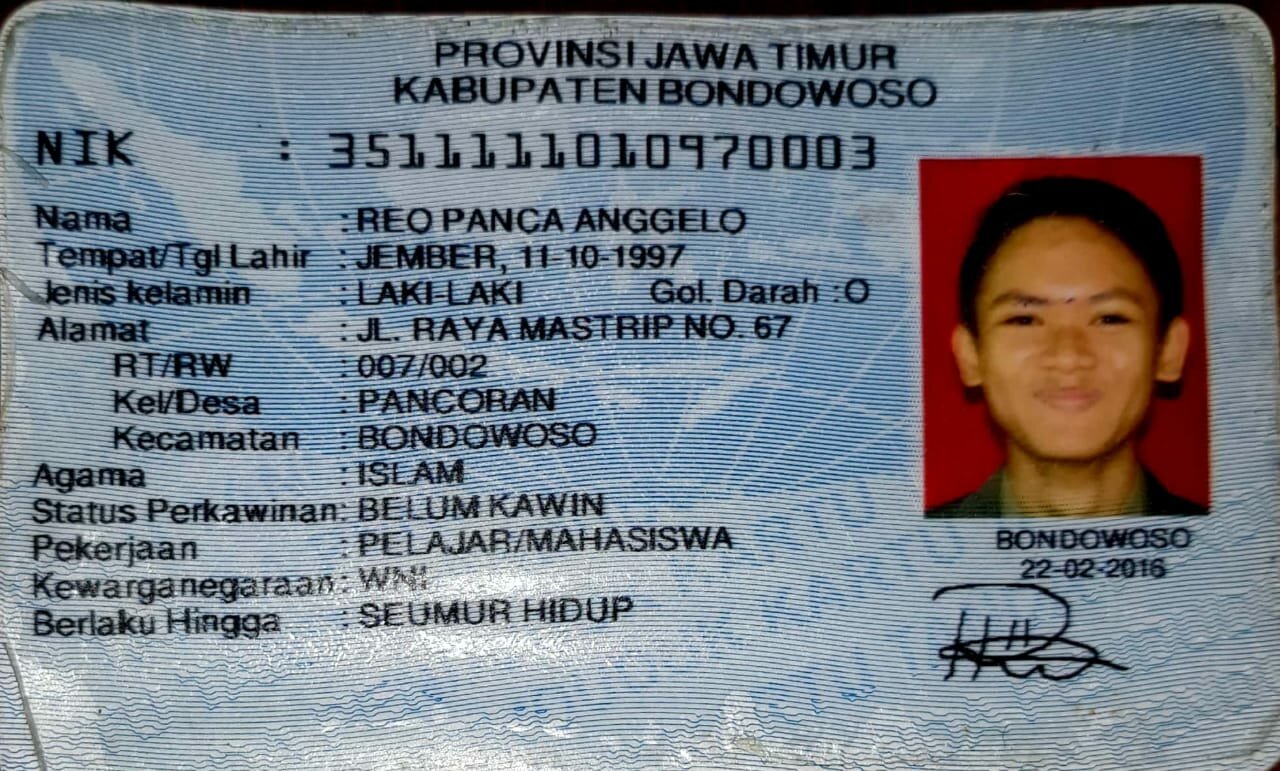 PROVINSI JAWA TIMUR
KABUPATEN BONDOWOSO
NIK : 3511111010970003
Nama : REO PANCA ANGGELO
Tempat/Tgl Lahir : JEMBER, 11-10-1997
Jenis kelamin : LAKI-LAKI Gol. Darah : O
Alamat : JL. RAYA MASTRIP NO. 67
RT/RW : 007/002
Kel/Desa : PANCORAN
Kecamatan : BONDOWOSO
Agama : ISLAM
Status Perkawinan: BELUM KAWIN
Pekerjaan : PELAJAR/MAHASISWA
Kewarganegaraan: WNI
Berlaku Hingga : SEUMUR HIDUP
BONDOWOSO
22-02-2016